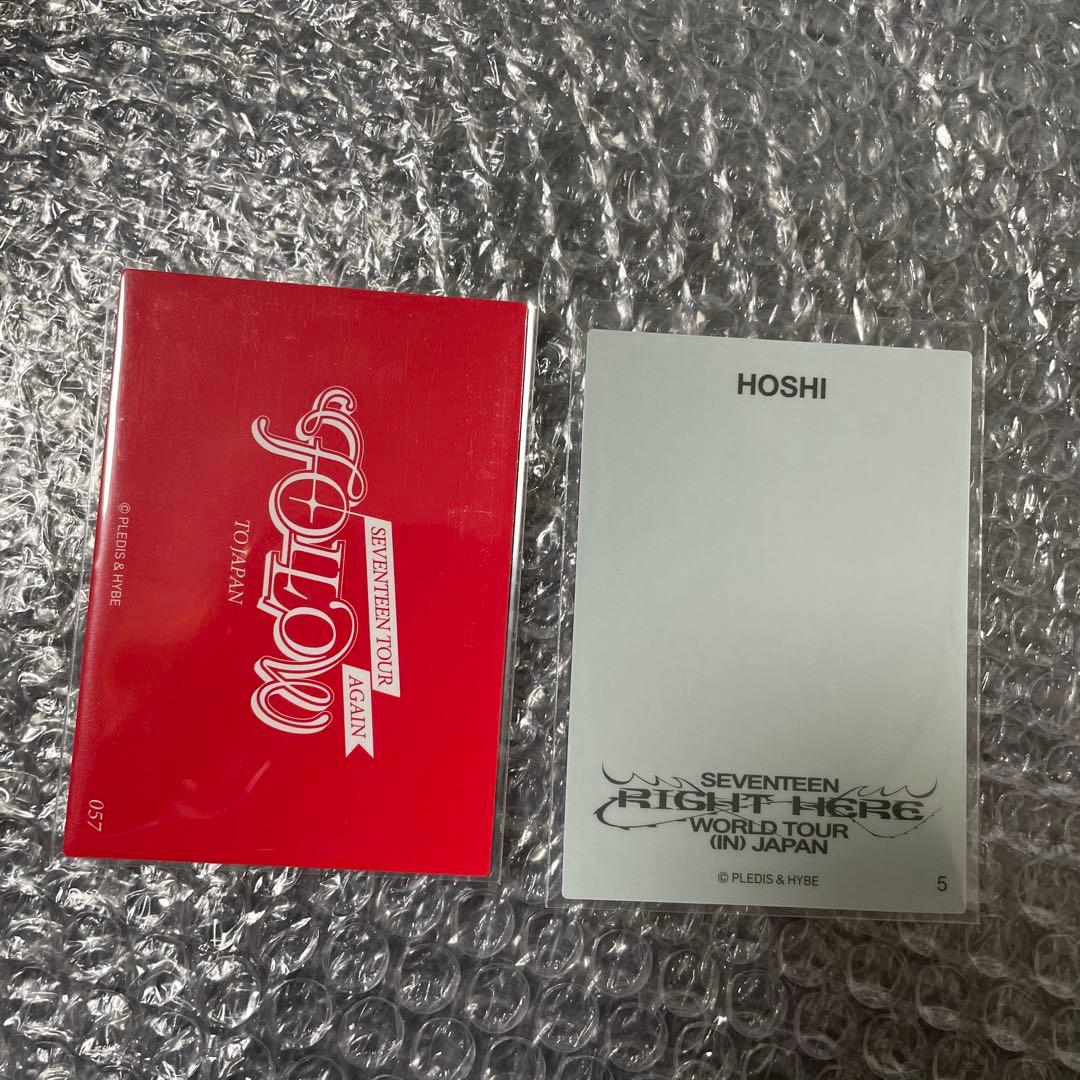 SEVENTEEN TOUR
AGAIN
FOLLOW
TO JAPAN
© PLEDIS & HYBE
057
HOSHI
SEVENTEEN
RIGHT HERE
WORLD TOUR
(IN) JAPAN
© PLEDIS & HYBE
5